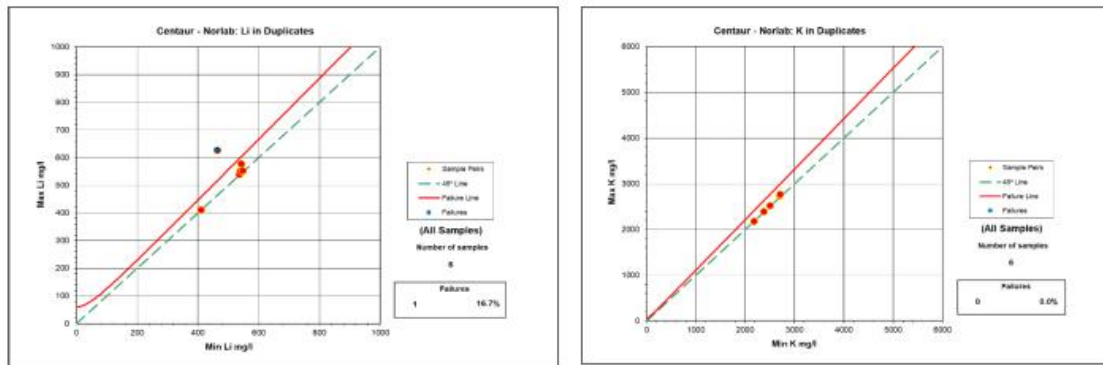 Centaur - Norlab: Li in Duplicates
1000
900
800
700
600
500
400
300
200
100
0
Max Li mg/l
0 200 400 600 800 1000
Min Li mg/l
Sample Pairs
45º Line
Failure Line
Failures
(All Samples)
Number of samples
6
Failures
1 16.7%
Centaur - Norlab: K in Duplicates
6000
5000
4000
3000
2000
1000
0
Max K mg/l
0 1000 2000 3000 4000 5000 6000
Min K mg/l
Sample Pairs
45º Line
Failure Line
Failures
(All Samples)
Number of samples
6
Failures
0 0.0%